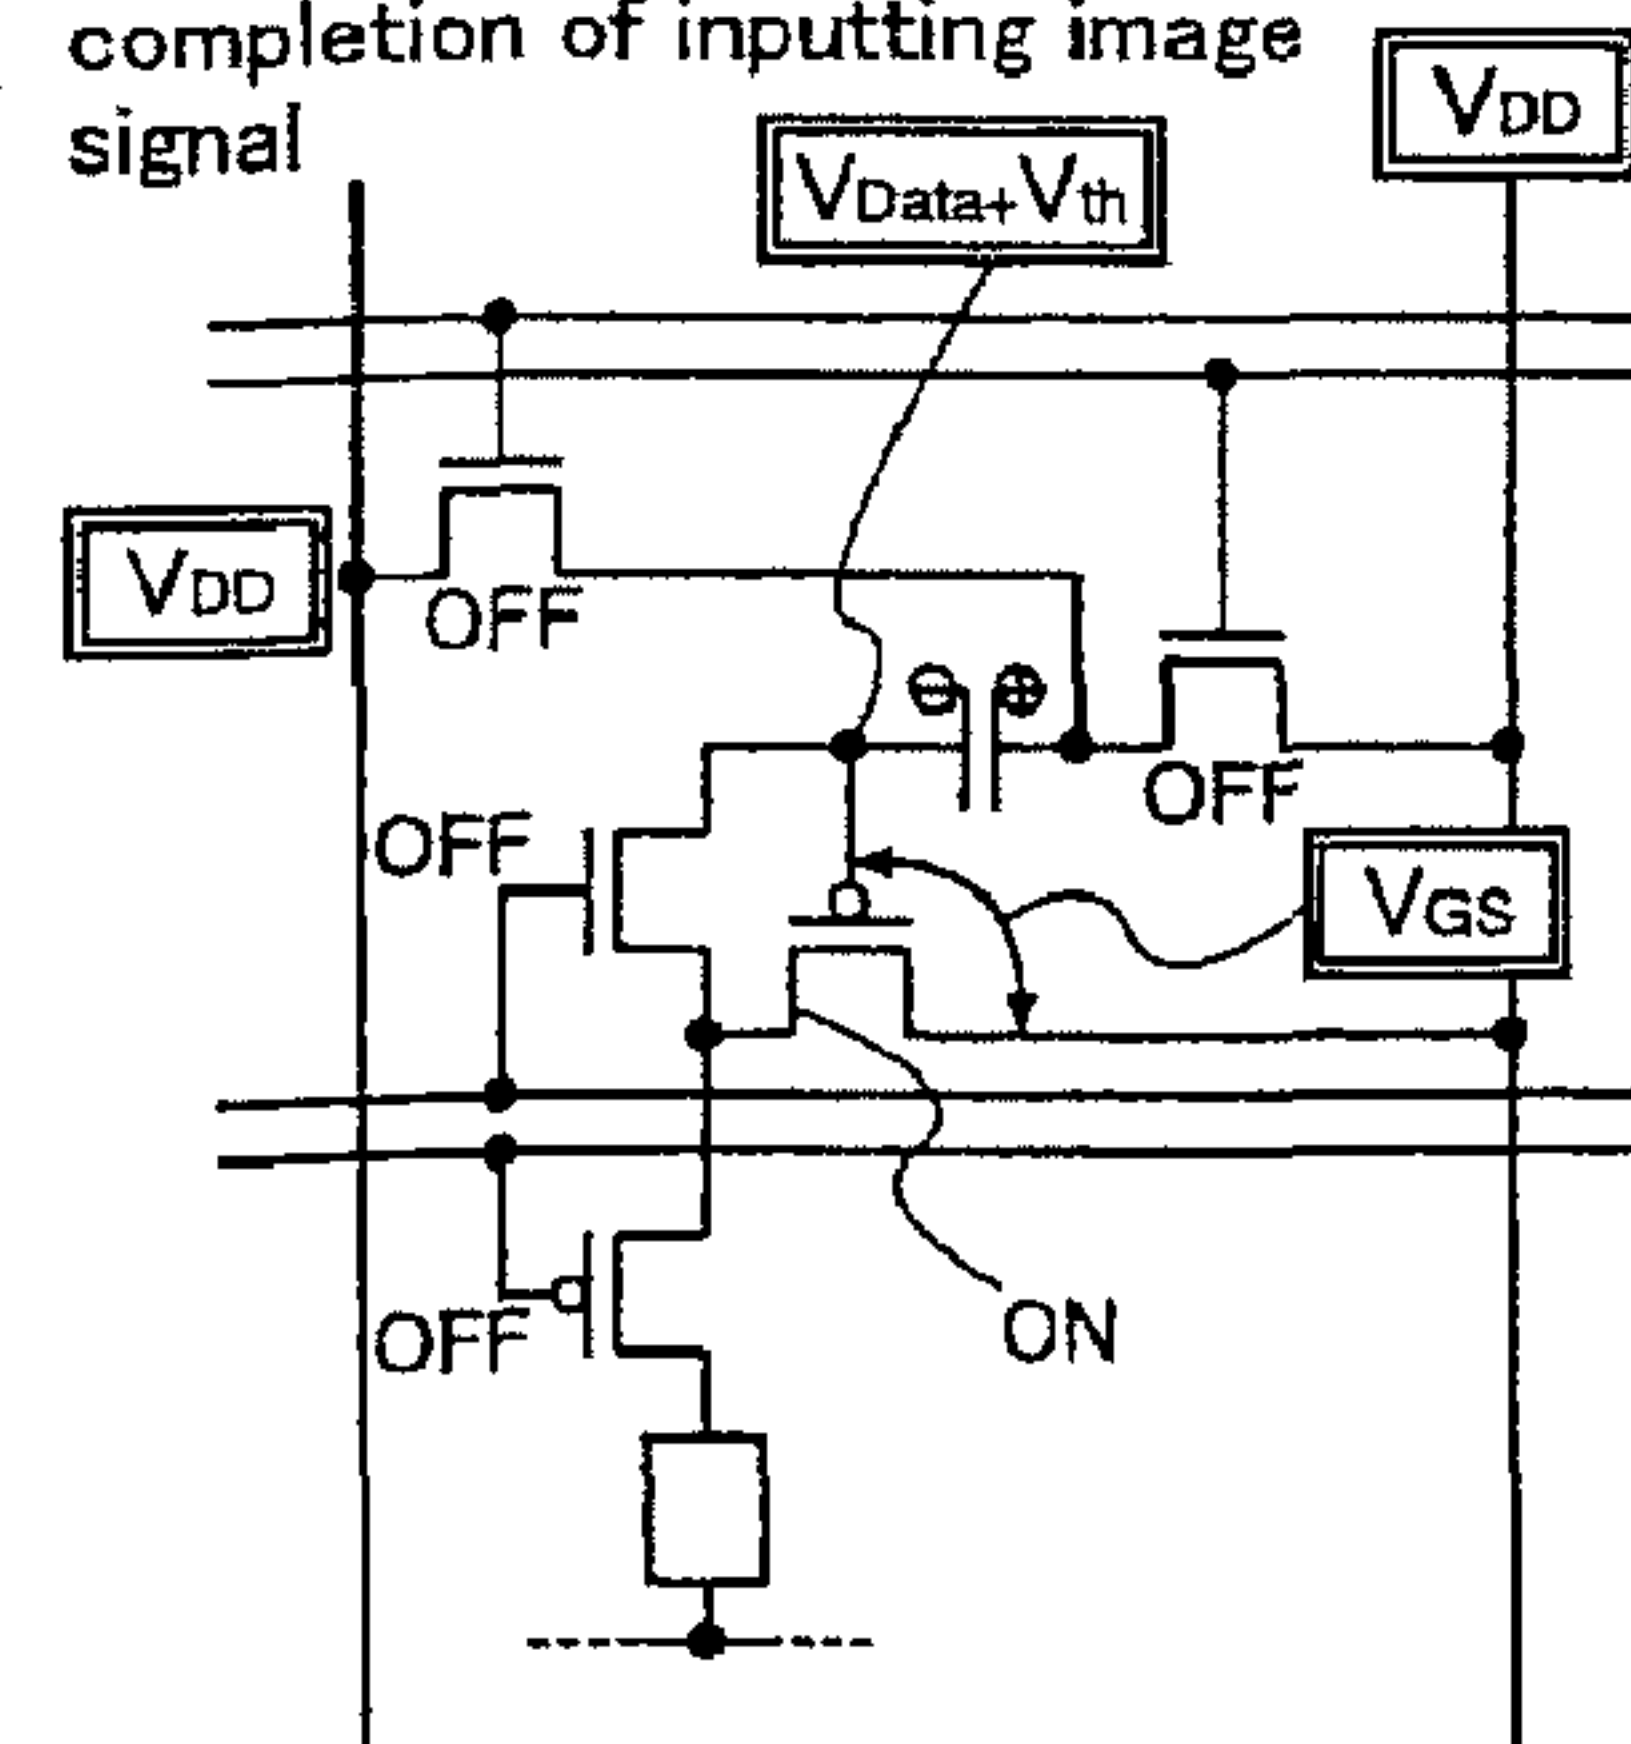 completion of inputting image
signal
VDD
VData+Vth
VDD
OFF
OFF
OFF
VGS
OFF
ON
⊖ ⊕